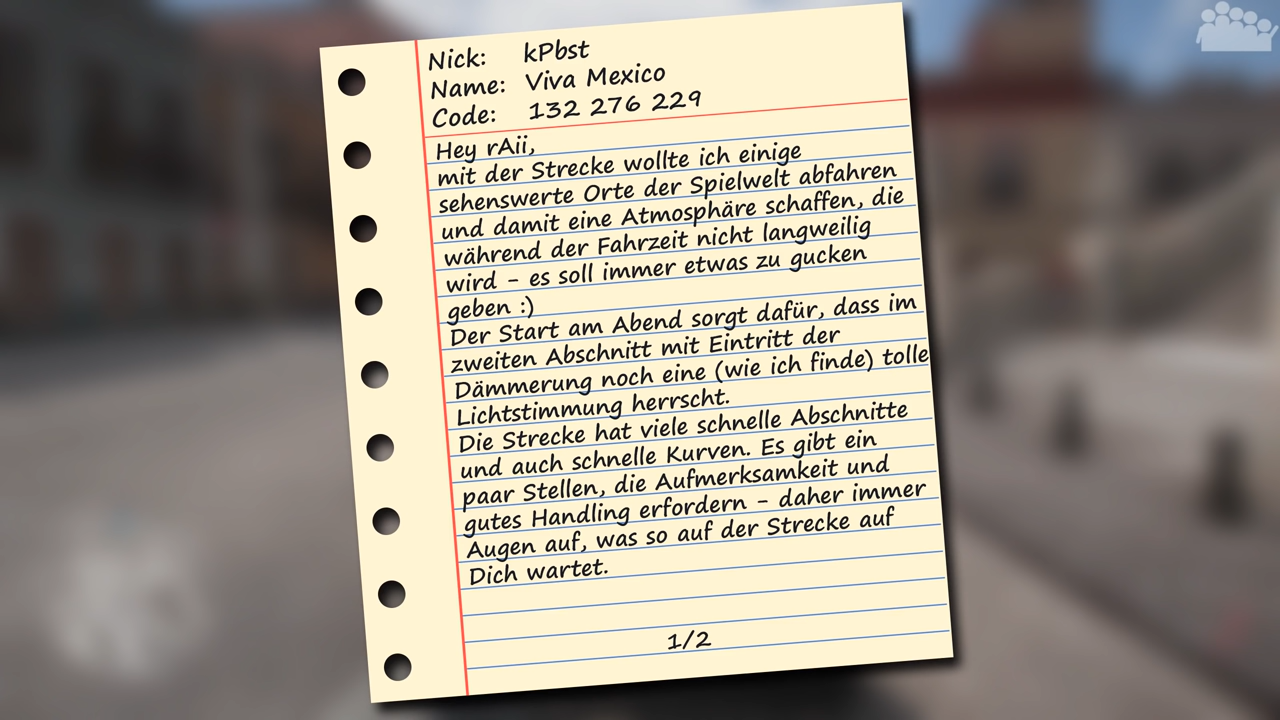 Nick: kPbst
Name: Viva Mexico
Code: 132 276 229
Hey rAii,
mit der Strecke wollte ich einige
sehenswerte Orte der Spielwelt abfahren
und damit eine Atmosphäre schaffen, die
während der Fahrzeit nicht langweilig
wird - es soll immer etwas zu gucken
geben :)
Der Start am Abend sorgt dafür, dass im
zweiten Abschnitt mit Eintritt der
Dämmerung noch eine (wie ich finde) tolle
Lichtstimmung herrscht.
Die Strecke hat viele schnelle Abschnitte
und auch schnelle Kurven. Es gibt ein
paar Stellen, die Aufmerksamkeit und
gutes Handling erfordern - daher immer
Augen auf, was so auf der Strecke auf
Dich wartet.
1/2